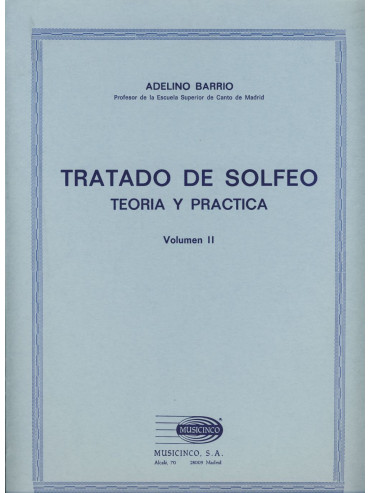 ADELINO BARRIO
Profesor de la Escuela Superior de Canto de Madrid
TRATADO DE SOLFEO
TEORIA Y PRACTICA
Volumen II
MUSICINCO
MUSICINCO, S.A.
Alcalá, 70 28009 Madrid